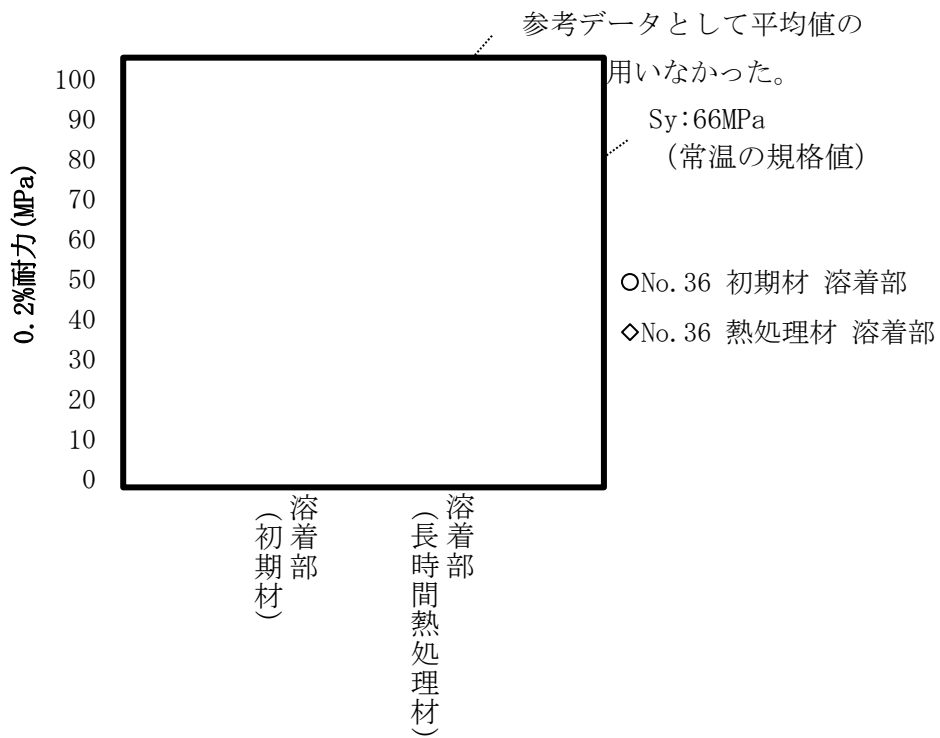 参考データとして平均値の
用いなかった。
Sy:66MPa
(常温の規格値)
100
90
80
70
60
50
40
30
20
10
0
0.2%耐力(MPa)
○No.36 初期材 溶着部
◇No.36 熱処理材 溶着部
溶着部
(初期材)
溶着部
(長時間熱処理材)